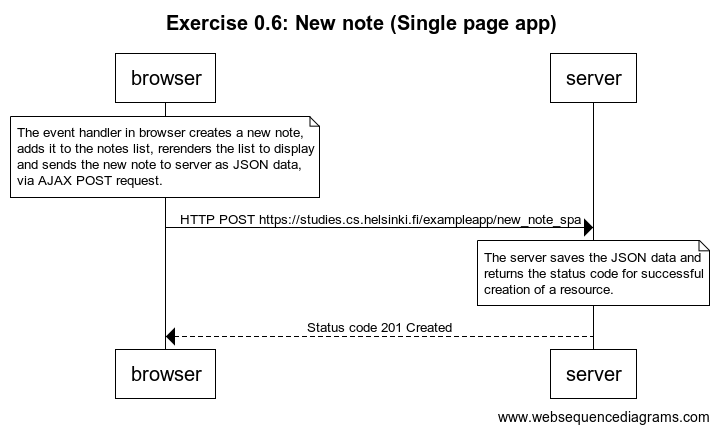 Exercise 0.6: New note (Single page app)
browser
server
The event handler in browser creates a new note,
adds it to the notes list, rerenders the list to display
and sends the new note to server as JSON data,
via AJAX POST request.
HTTP POST https://studies.cs.helsinki.fi/exampleapp/new_note_spa
The server saves the JSON data and
returns the status code for successful
creation of a resource.
Status code 201 Created
browser
server
www.websequencediagrams.com